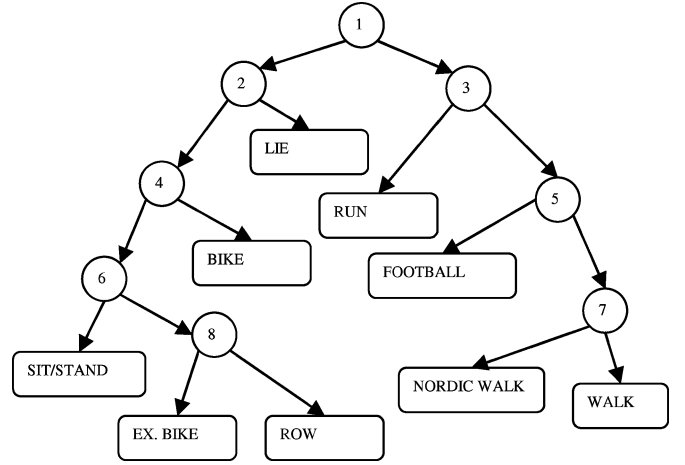 1
2
3
LIE
4
RUN
5
BIKE
FOOTBALL
6
7
8
SIT/STAND
NORDIC WALK
WALK
EX. BIKE
ROW